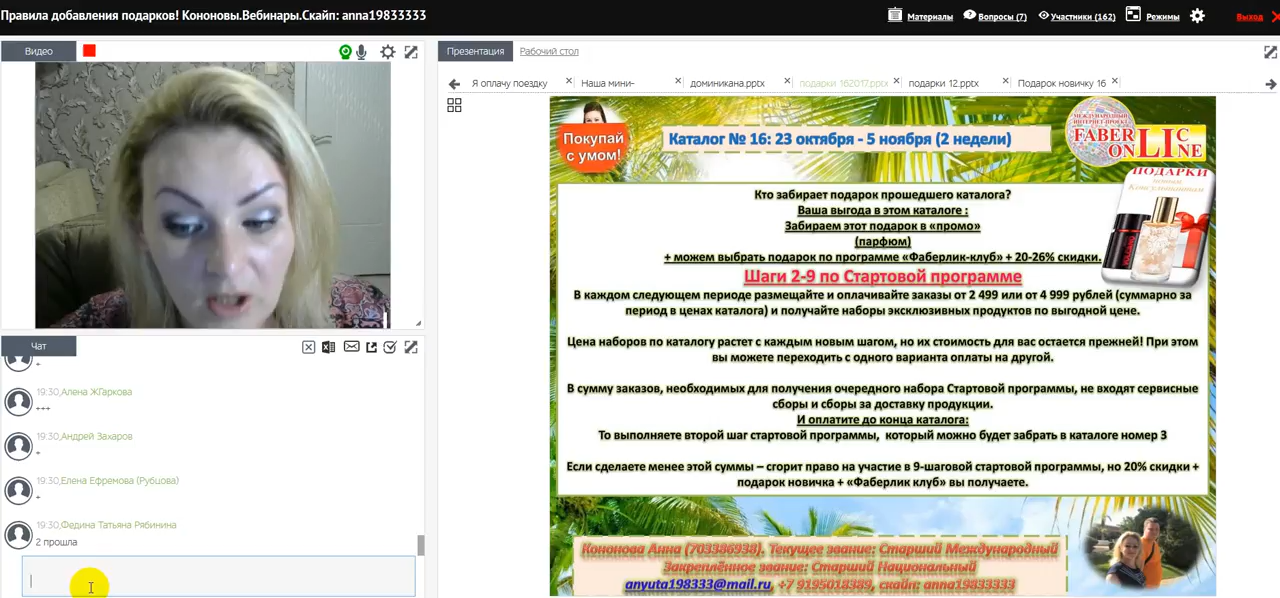 Правила добавления подарков! Кононовы.Вебинары.Скайп: anna19833333
Материалы Вопросы (7) Участники (162) Режимы Выход
Видео
Презентация Рабочий стол
Я оплачу поездку Наша мини- доминикана.pptx подарки 162017.pptx подарки 12.pptx Подарок новичку 16
Покупай
с умом!
Каталог № 16: 23 октября - 5 ноября (2 недели)
МЕЖДУНАРОДНЫЙ
ИНТЕРНЕТ-ПРОЕКТ
FABERLIC
ONLINE
ПОДАРКИ
Кто забирает подарок прошедшего каталога?
Ваша выгода в этом каталоге :
Забираем этот подарок в «промо»
(парфюм)
+ можем выбрать подарок по программе «Фаберлик-клуб» + 20-26% скидки.
Шаги 2-9 по Стартовой программе
В каждом следующем периоде размещайте и оплачивайте заказы от 2 499 или от 4 999 рублей (суммарно за
период в ценах каталога) и получайте наборы эксклюзивных продуктов по выгодной цене.
Цена наборов по каталогу растет с каждым новым шагом, но их стоимость для вас остается прежней! При этом
вы можете переходить с одного варианта оплаты на другой.
В сумму заказов, необходимых для получения очередного набора Стартовой программы, не входят сервисные
сборы и сборы за доставку продукции.
И оплатите до конца каталога:
То выполняете второй шаг стартовой программы, который можно будет забрать в каталоге номер 3
Если сделаете менее этой суммы – сгорит право на участие в 9-шаговой стартовой программы, но 20% скидки +
подарок новичка + «Фаберлик клуб» вы получаете.
Кононова Анна (703386938). Текущее звание: Старший Международный
Закреплённое звание: Старший Национальный
anyuta198333@mail.ru, +7 9195018389, скайп: anna19833333
Чат
+
19:30,Алена ЖГаркова
+++
19:30,Андрей Захаров
+
19:30,Елена Ефремова (Рубцова)
+
19:30,Федина Татьяна Рябинина
2 прошла